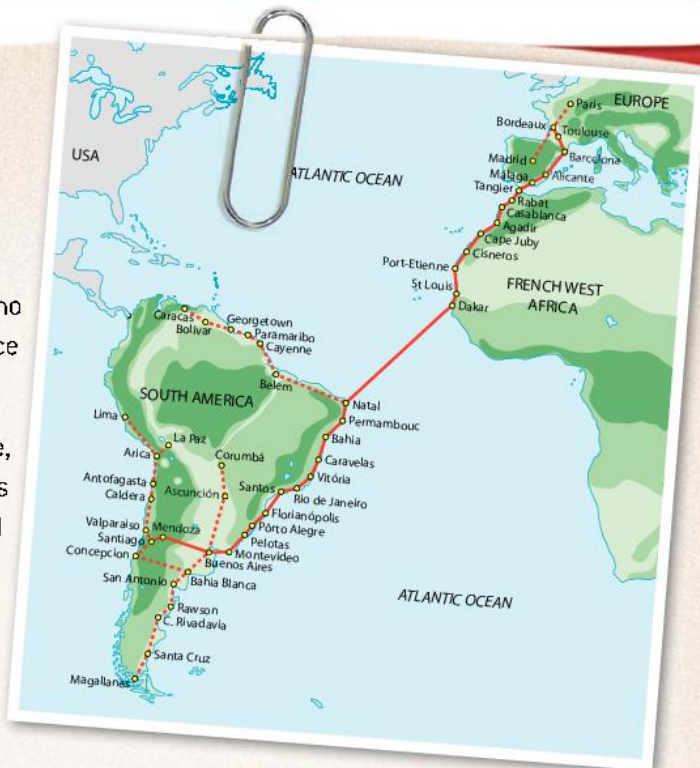 Paris
EUROPE
Bordeaux
Toulouse
USA
Madrid
Barcelona
ATLANTIC OCEAN
Málaga
Alicante
Tangier
Rabat
Casablanca
Agadir
Cape Juby
Cisneros
Port-Etienne
St Louis
FRENCH WEST
AFRICA
Dakar
Caracas
Georgetown
Bolivar
Paramaribo
Cayenne
Belem
SOUTH AMERICA
Natal
Lima
Permambouc
La Paz
Bahia
Arica
Corumbá
Caravelas
Vitória
Antofagasta
Ascunción
Santos
Caldera
Rio de Janeiro
Florianópolis
Valparaiso
Mendoza
Pôrto Alegre
Santiago
Pelotas
Concepcion
Montevideo
Buenos Aires
San Antonio
Bahia Blanca
ATLANTIC OCEAN
Rawson
C. Rivadavia
Santa Cruz
Magallanas